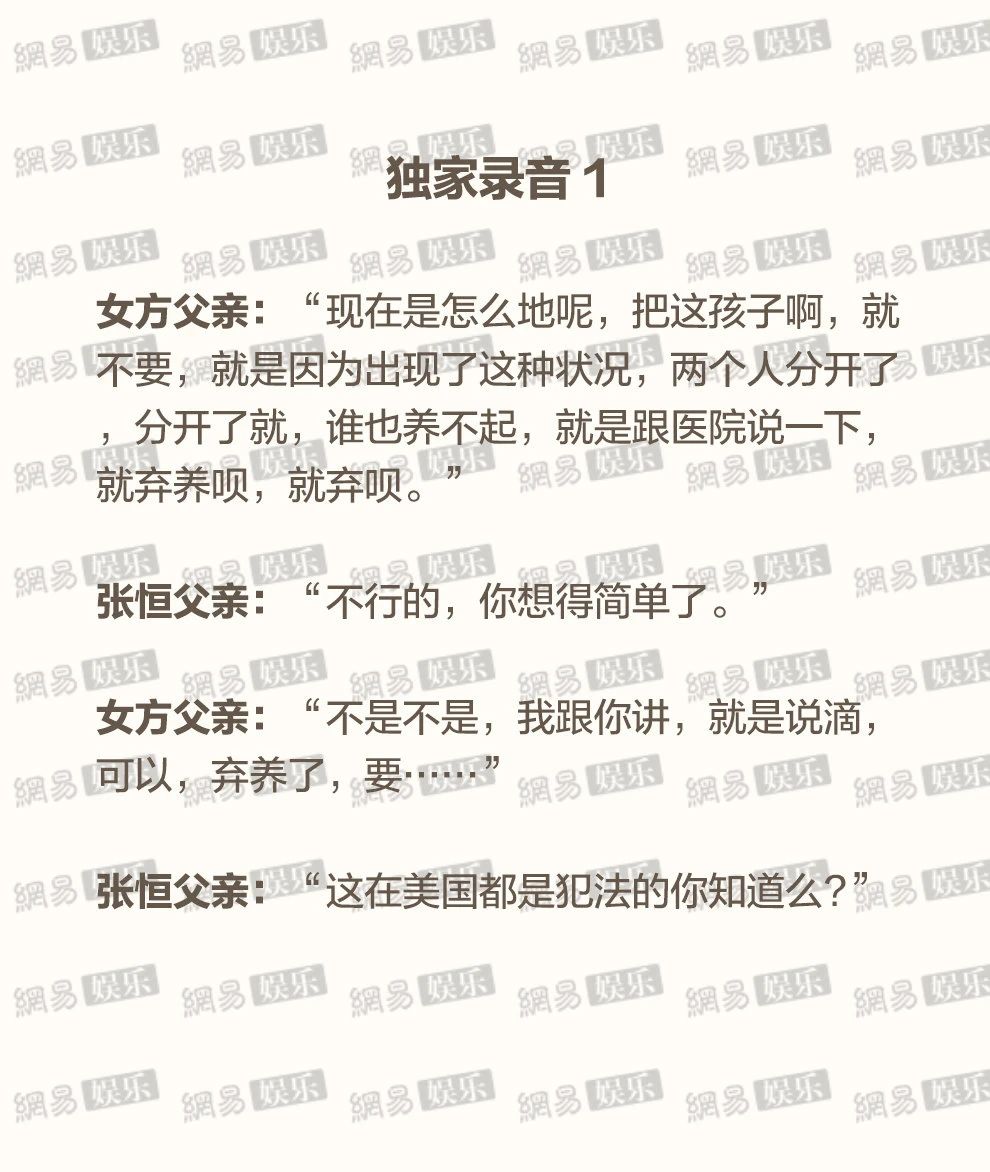 独家录音 1
女方父亲：“现在是怎么地呢，把这孩子啊，就
不要，就是因为出现了这种状况，两个人分开了
，分开了就，谁也养不起，就是跟医院说一下，
就弃养呗，就弃呗。”
张恒父亲：“不行的，你想得简单了。”
女方父亲：“不是不是，我跟你讲，就是说滴，
可以，弃养了，要……”
张恒父亲：“这在美国都是犯法的你知道么？”
網易娱乐